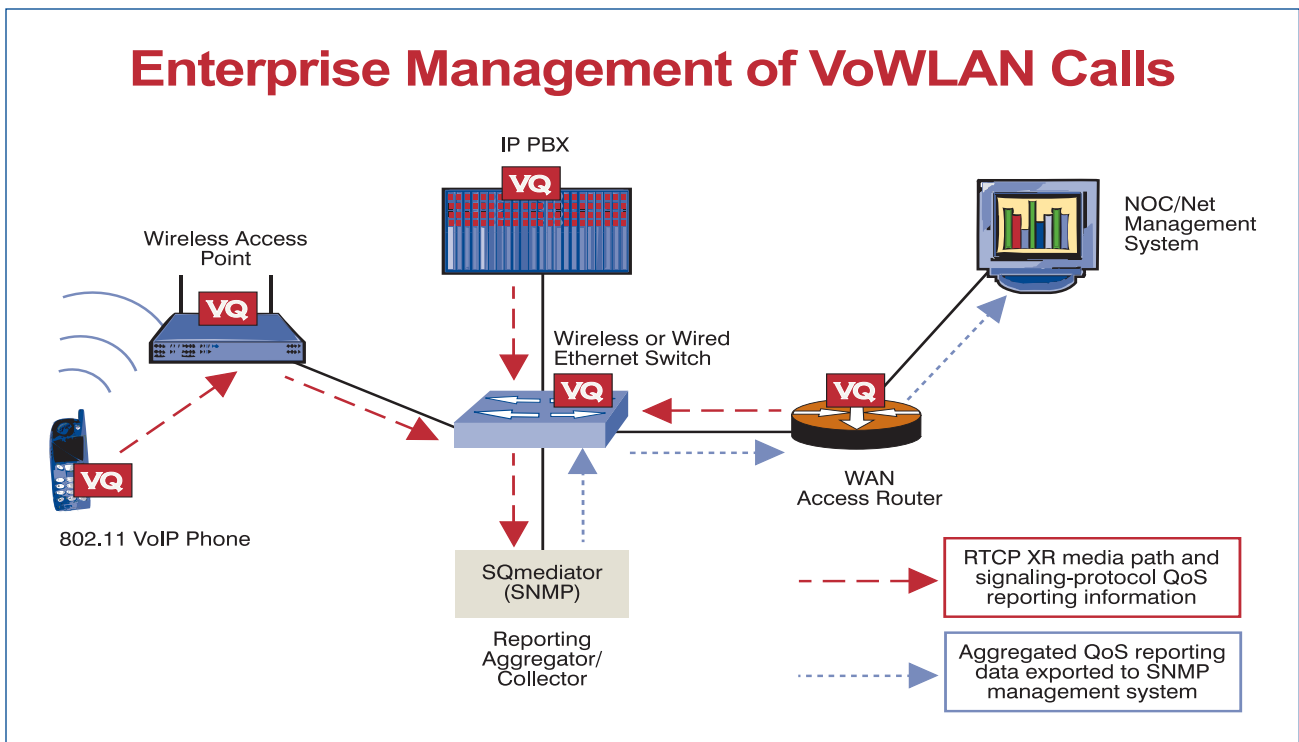 Enterprise Management of VoWLAN Calls
IP PBX
VQ
Wireless Access
Point
VQ
NOC/Net
Management
System
Wireless or Wired
Ethernet Switch
VQ
VQ
WAN
Access Router
VQ
802.11 VoIP Phone
SQmediator
(SNMP)
Reporting
Aggregator/
Collector
RTCP XR media path and
signaling-protocol QoS
reporting information
Aggregated QoS reporting
data exported to SNMP
management system